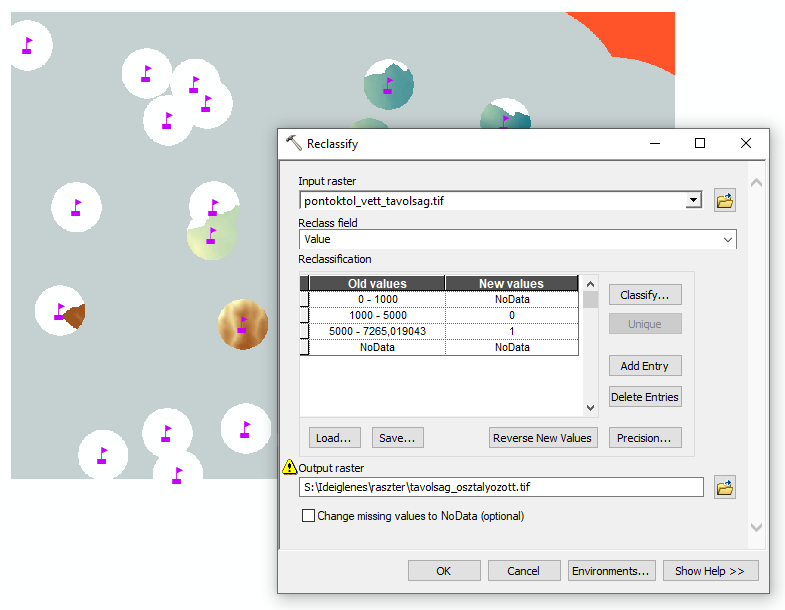 Reclassify
Input raster
pontoktol_vett_tavolsag.tif
Reclass field
Value
Reclassification
Old values New values
0 - 1000 NoData
1000 - 5000 0
5000 - 7265,019043 1
NoData NoData
Classify...
Unique
Add Entry
Delete Entries
Load... Save... Reverse New Values Precision...
Output raster
S:\Ideiglenes\raszter\tavolsag_osztalyozott.tif
Change missing values to NoData (optional)
OK Cancel Environments... Show Help >>